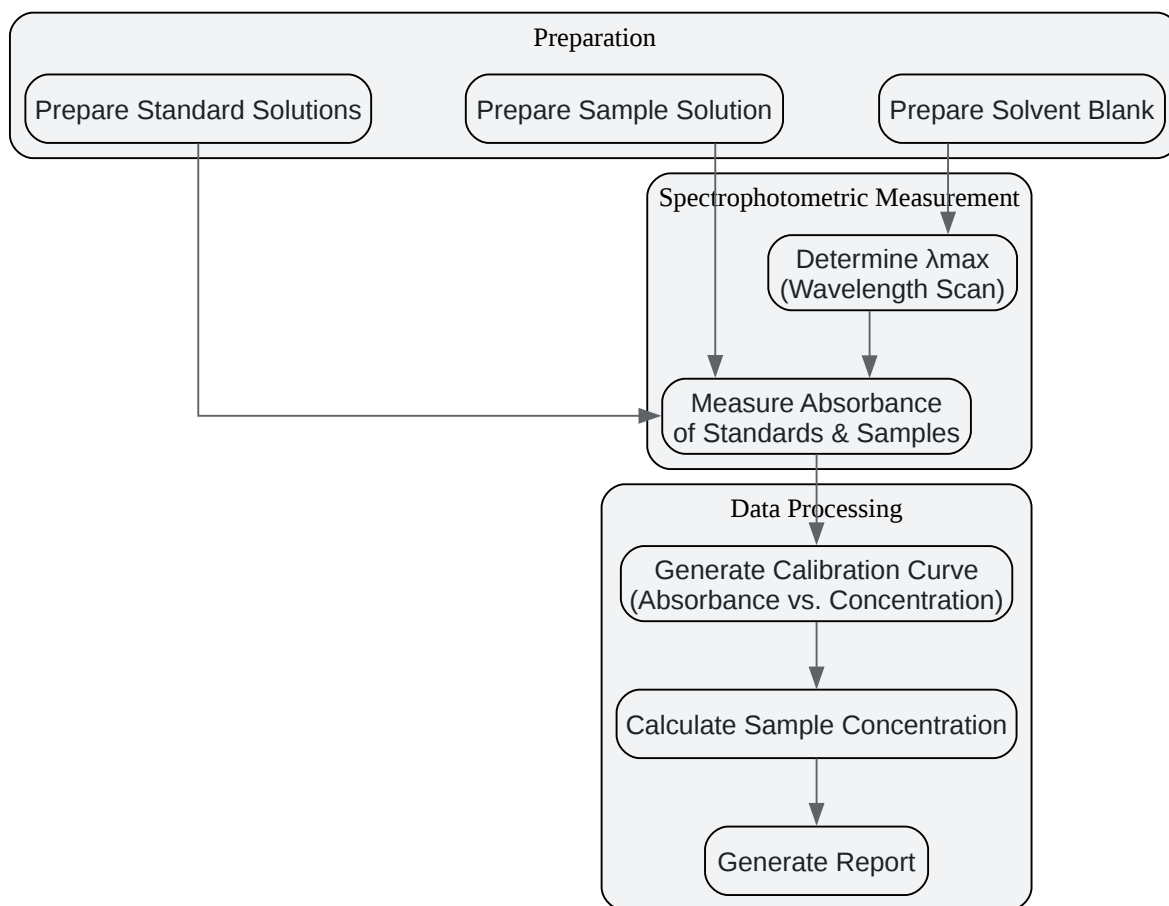 Preparation
Prepare Standard Solutions
Prepare Sample Solution
Prepare Solvent Blank
Spectrophotometric Measurement
Determine λmax
(Wavelength Scan)
Measure Absorbance
of Standards & Samples
Data Processing
Generate Calibration Curve
(Absorbance vs. Concentration)
Calculate Sample Concentration
Generate Report